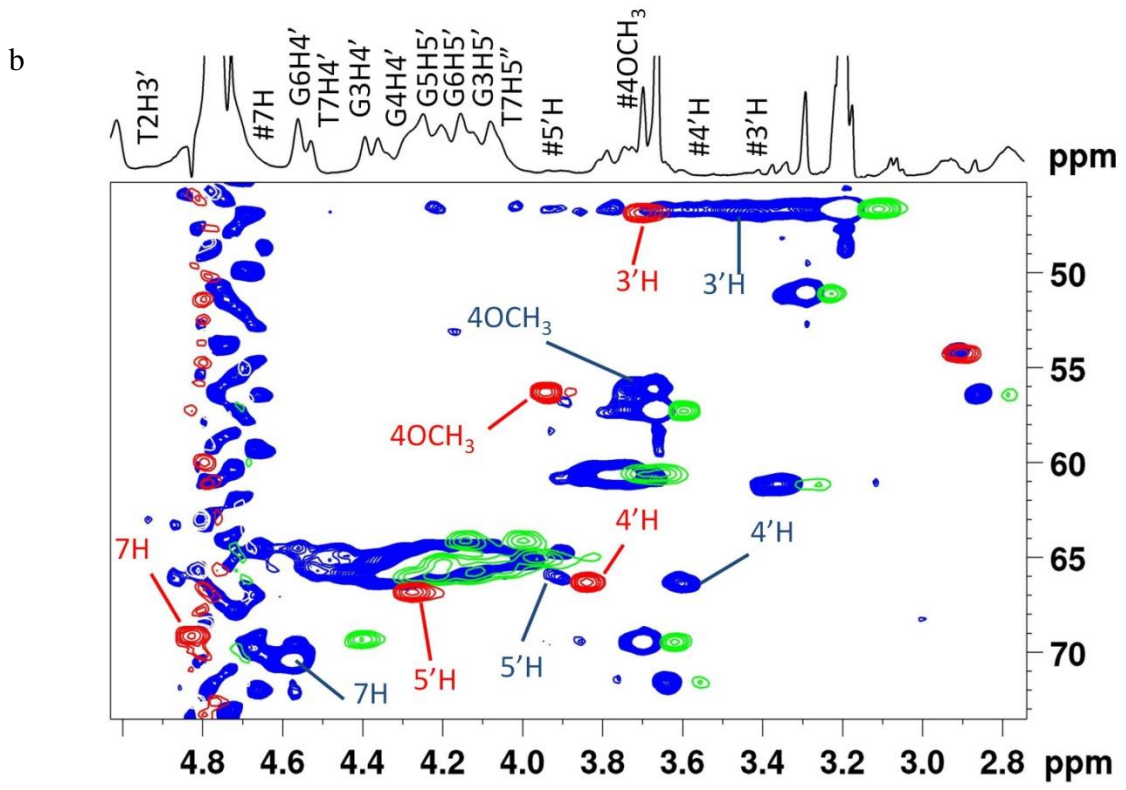 b
T2H3'
#7H
G6H4'
T7H4'
G3H4'
G4H4'
G5H5'
G6H5'
G3H5'
T7H5''
#5'H
#4OCH₃
#4'H
#3'H
ppm
3'H
3'H
4OCH₃
4OCH₃
4'H
4'H
7H
5'H
5'H
7H
50
55
60
65
70
4.8 4.6 4.4 4.2 4.0 3.8 3.6 3.4 3.2 3.0 2.8 ppm